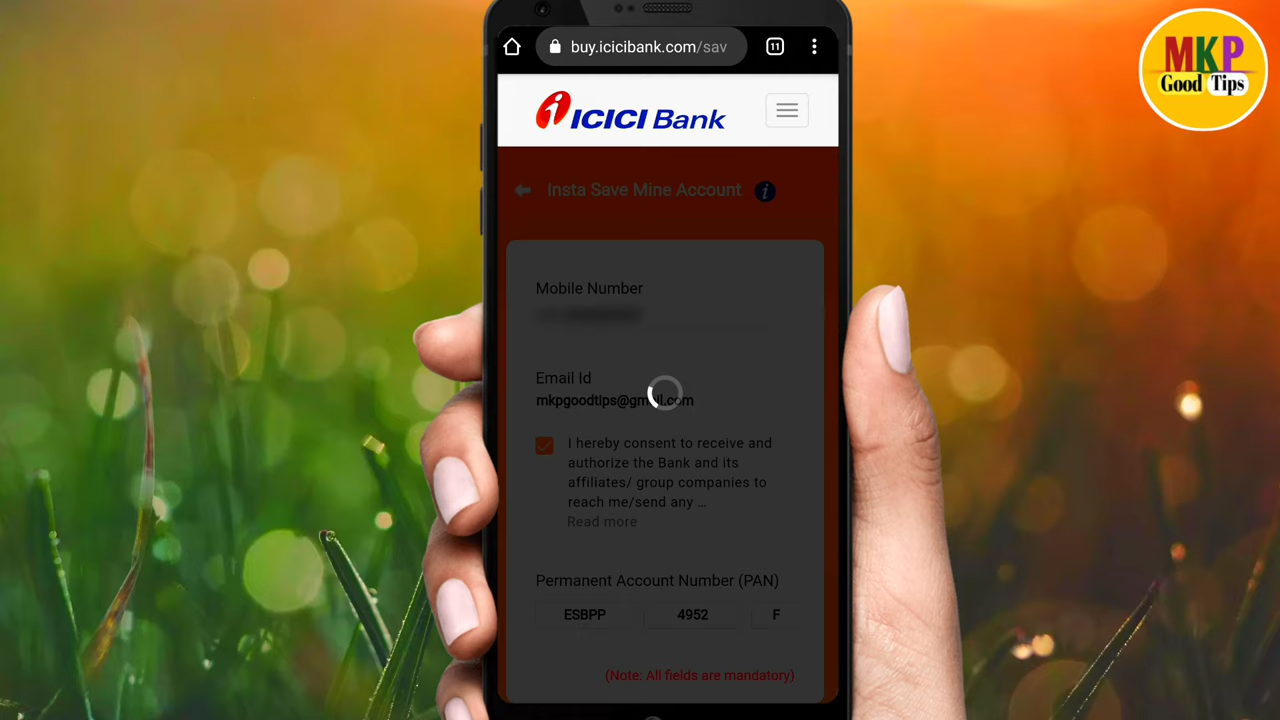 buy.icicibank.com/sav
11
MKP
Good Tips
ICICI Bank
Insta Save Mine Account
i
Mobile Number
Email Id
mkpgoodtips@gmail.com
I hereby consent to receive and
authorize the Bank and its
affiliates/ group companies to
reach me/send any ...
Read more
Permanent Account Number (PAN)
ESBPP 4952 F
(Note: All fields are mandatory)